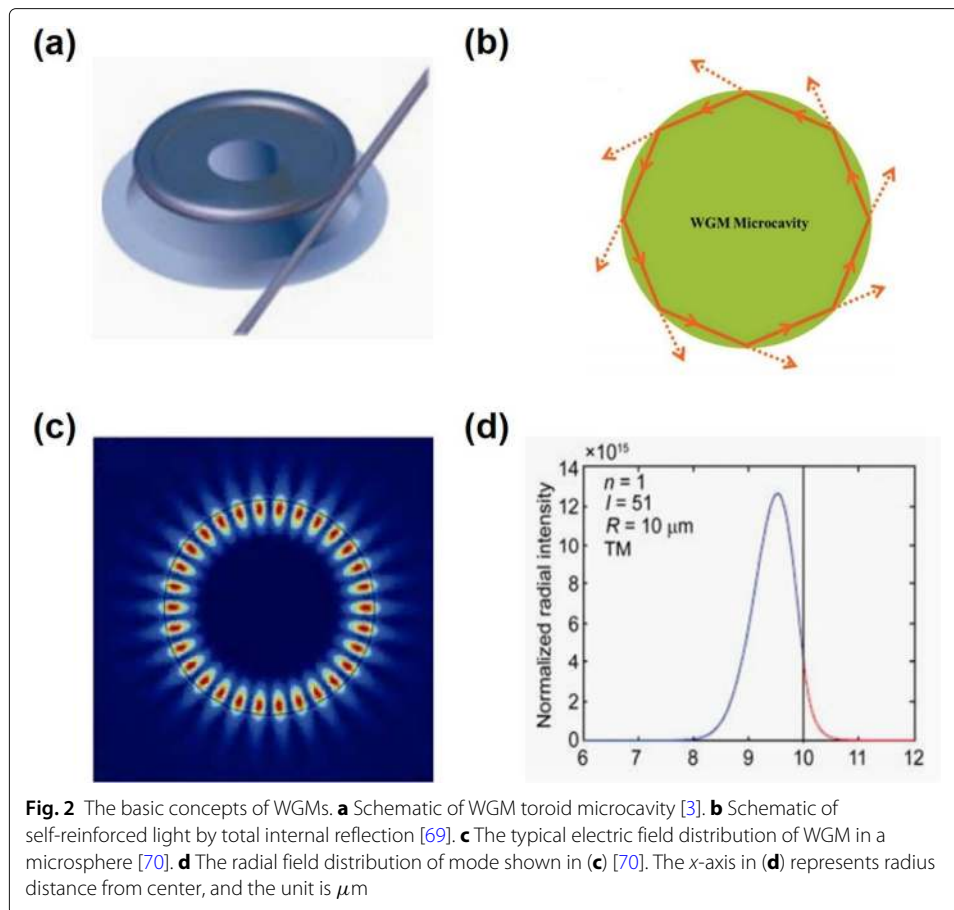 (a)
(b)
WGM Microcavity
(c)
(d)
×10¹⁵
14
12
10
8
6
4
2
0
Normalized radial intensity
n = 1
l = 51
R = 10 μm
TM
6 7 8 9 10 11 12
Fig. 2 The basic concepts of WGMs. a Schematic of WGM toroid microcavity [3]. b Schematic of
self-reinforced light by total internal reflection [69]. c The typical electric field distribution of WGM in a
microsphere [70]. d The radial field distribution of mode shown in (c) [70]. The x-axis in (d) represents radius
distance from center, and the unit is μm